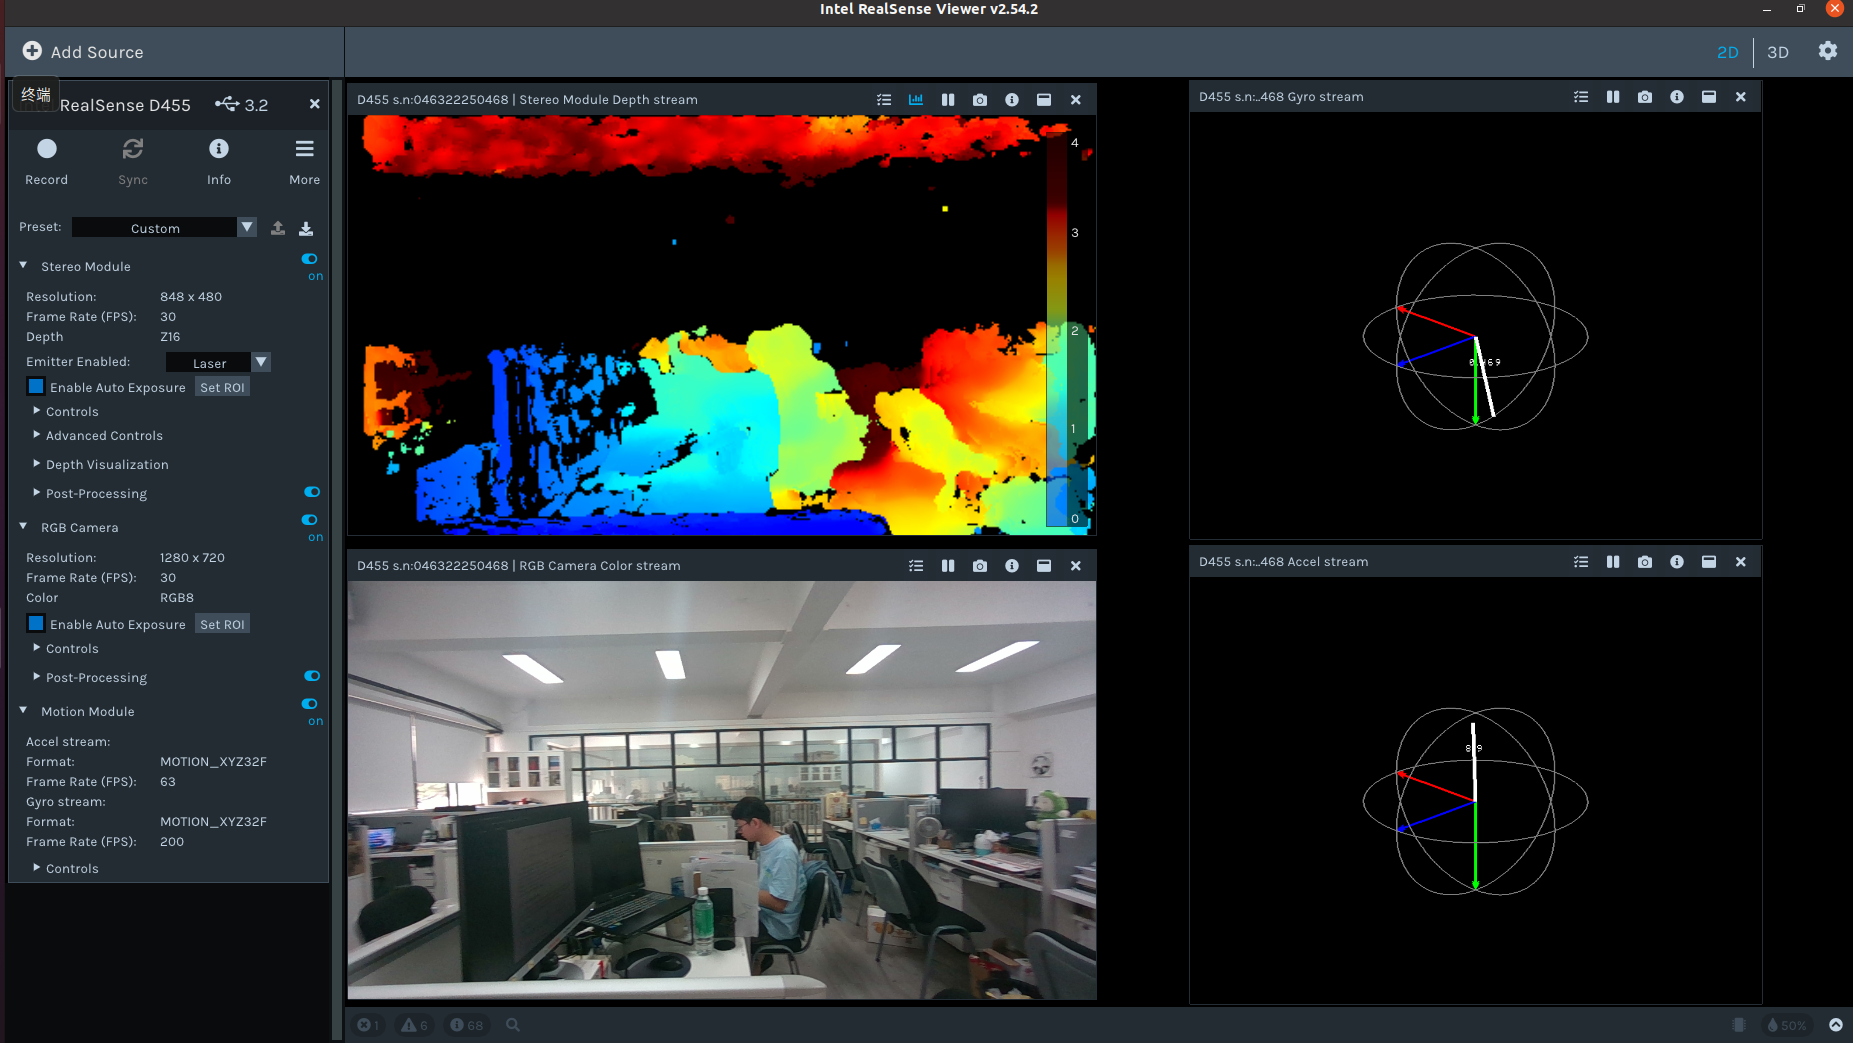 Intel RealSense Viewer v2.54.2
Add Source
2D
3D
终端
RealSense D455
3.2
Record
Sync
Info
More
Preset:
Custom
Stereo Module
on
Resolution:
848 x 480
Frame Rate (FPS):
30
Depth
Z16
Emitter Enabled:
Laser
Enable Auto Exposure
Set ROI
Controls
Advanced Controls
Depth Visualization
Post-Processing
RGB Camera
on
Resolution:
1280 x 720
Frame Rate (FPS):
30
Color
RGB8
Enable Auto Exposure
Set ROI
Controls
Post-Processing
Motion Module
on
Accel stream:
Format:
MOTION_XYZ32F
Frame Rate (FPS):
63
Gyro stream:
Format:
MOTION_XYZ32F
Frame Rate (FPS):
200
Controls
D455 s.n:046322250468 | Stereo Module Depth stream
4
3
2
1
0
D455 s.n:..468 Gyro stream
D455 s.n:046322250468 | RGB Camera Color stream
D455 s.n:..468 Accel stream
1
6
68
50%